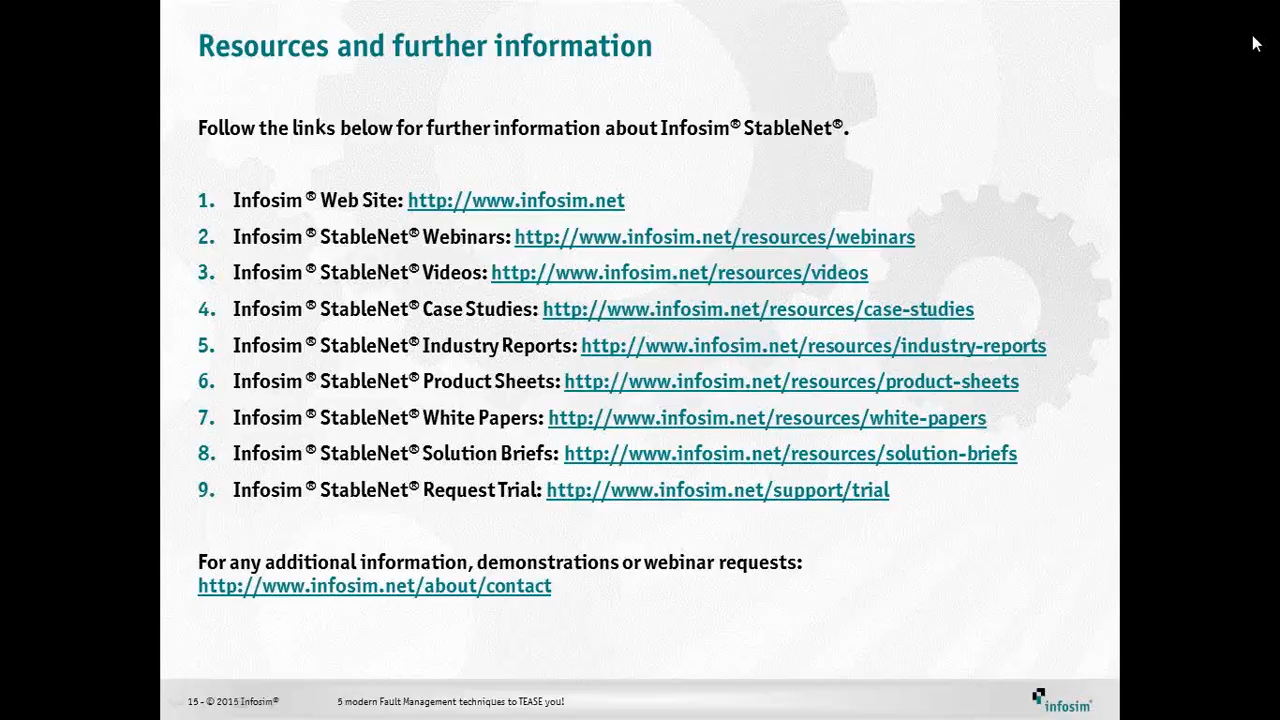 Resources and further information
Follow the links below for further information about Infosim® StableNet®.
1. Infosim® Web Site: http://www.infosim.net
2. Infosim® StableNet® Webinars: http://www.infosim.net/resources/webinars
3. Infosim® StableNet® Videos: http://www.infosim.net/resources/videos
4. Infosim® StableNet® Case Studies: http://www.infosim.net/resources/case-studies
5. Infosim® StableNet® Industry Reports: http://www.infosim.net/resources/industry-reports
6. Infosim® StableNet® Product Sheets: http://www.infosim.net/resources/product-sheets
7. Infosim® StableNet® White Papers: http://www.infosim.net/resources/white-papers
8. Infosim® StableNet® Solution Briefs: http://www.infosim.net/resources/solution-briefs
9. Infosim® StableNet® Request Trial: http://www.infosim.net/support/trial
For any additional information, demonstrations or webinar requests:
http://www.infosim.net/about/contact
15 - © 2015 Infosim® 5 modern Fault Management techniques to TEASE you!
infosim®